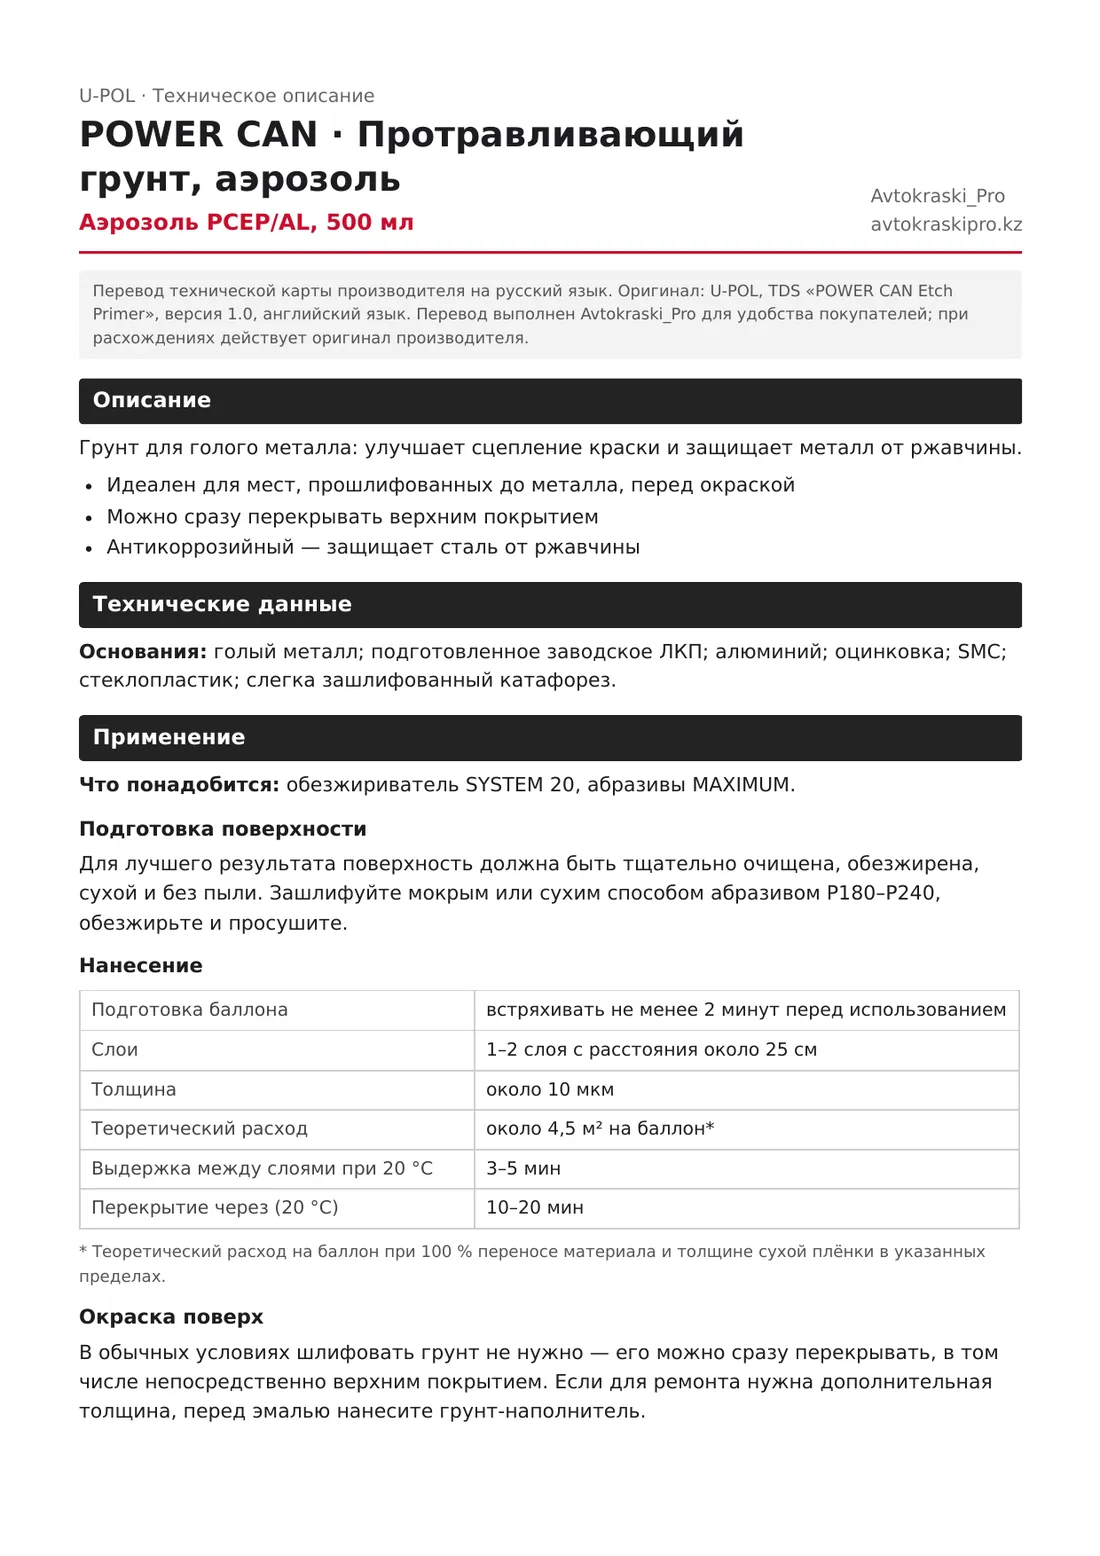 U-POL · Техническое описание
POWER CAN · Протравливающий
грунт, аэрозоль
Аэрозоль PCEP/AL, 500 мл
Avtokraski_Pro
avtokraskipro.kz
Перевод технической карты производителя на русский язык. Оригинал: U-POL, TDS «POWER CAN Etch
Primer», версия 1.0, английский язык. Перевод выполнен Avtokraski_Pro для удобства покупателей; при
расхождениях действует оригинал производителя.
Описание
Грунт для голого металла: улучшает сцепление краски и защищает металл от ржавчины.
• Идеален для мест, прошлифованных до металла, перед окраской
• Можно сразу перекрывать верхним покрытием
• Антикоррозийный — защищает сталь от ржавчины
Технические данные
Основания: голый металл; подготовленное заводское ЛКП; алюминий; оцинковка; SMC;
стеклопластик; слегка зашлифованный катафорез.
Применение
Что понадобится: обезжириватель SYSTEM 20, абразивы MAXIMUM.
Подготовка поверхности
Для лучшего результата поверхность должна быть тщательно очищена, обезжирена,
сухой и без пыли. Зашлифуйте мокрым или сухим способом абразивом P180–P240,
обезжирьте и просушите.
Нанесение
Подготовка баллона встряхивать не менее 2 минут перед использованием
Слои 1–2 слоя с расстояния около 25 см
Толщина около 10 мкм
Теоретический расход около 4,5 м² на баллон*
Выдержка между слоями при 20 °C 3–5 мин
Перекрытие через (20 °C) 10–20 мин
* Теоретический расход на баллон при 100 % переносе материала и толщине сухой плёнки в указанных
пределах.
Окраска поверх
В обычных условиях шлифовать грунт не нужно — его можно сразу перекрывать, в том
числе непосредственно верхним покрытием. Если для ремонта нужна дополнительная
толщина, перед эмалью нанесите грунт-наполнитель.